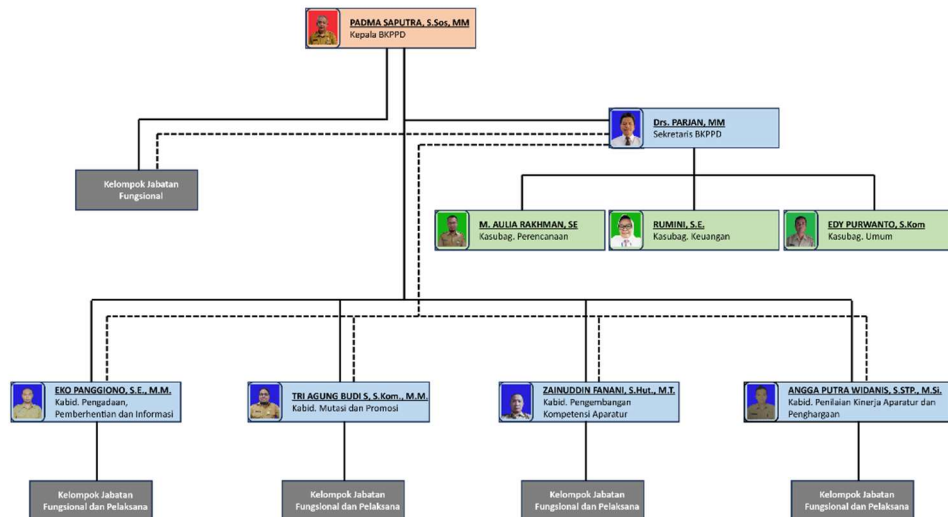 PADMA SAPUTRA, S.Sos, MM
Kepala BKPPD
Drs. PARJAN, MM
Sekretaris BKPPD
Kelompok Jabatan
Fungsional
M. AULIA RAKHMAN, SE
Kasubag. Perencanaan
RUMINI, S.E.
Kasubag. Keuangan
EDY PURWANTO, S.Kom
Kasubag. Umum
EKO PANGGIONO, S.E., M.M.
Kabid. Pengadaan,
Pemberhentian dan Informasi
TRI AGUNG BUDI S, S.Kom., M.M.
Kabid. Mutasi dan Promosi
ZAINUDDIN FANANI, S.Hut., M.T.
Kabid. Pengembangan
Kompetensi Aparatur
ANGGA PUTRA WIDANIS, S.STP., M.Si.
Kabid. Penilaian Kinerja Aparatur dan
Penghargaan
Kelompok Jabatan
Fungsional dan Pelaksana
Kelompok Jabatan
Fungsional dan Pelaksana
Kelompok Jabatan
Fungsional dan Pelaksana
Kelompok Jabatan
Fungsional dan Pelaksana